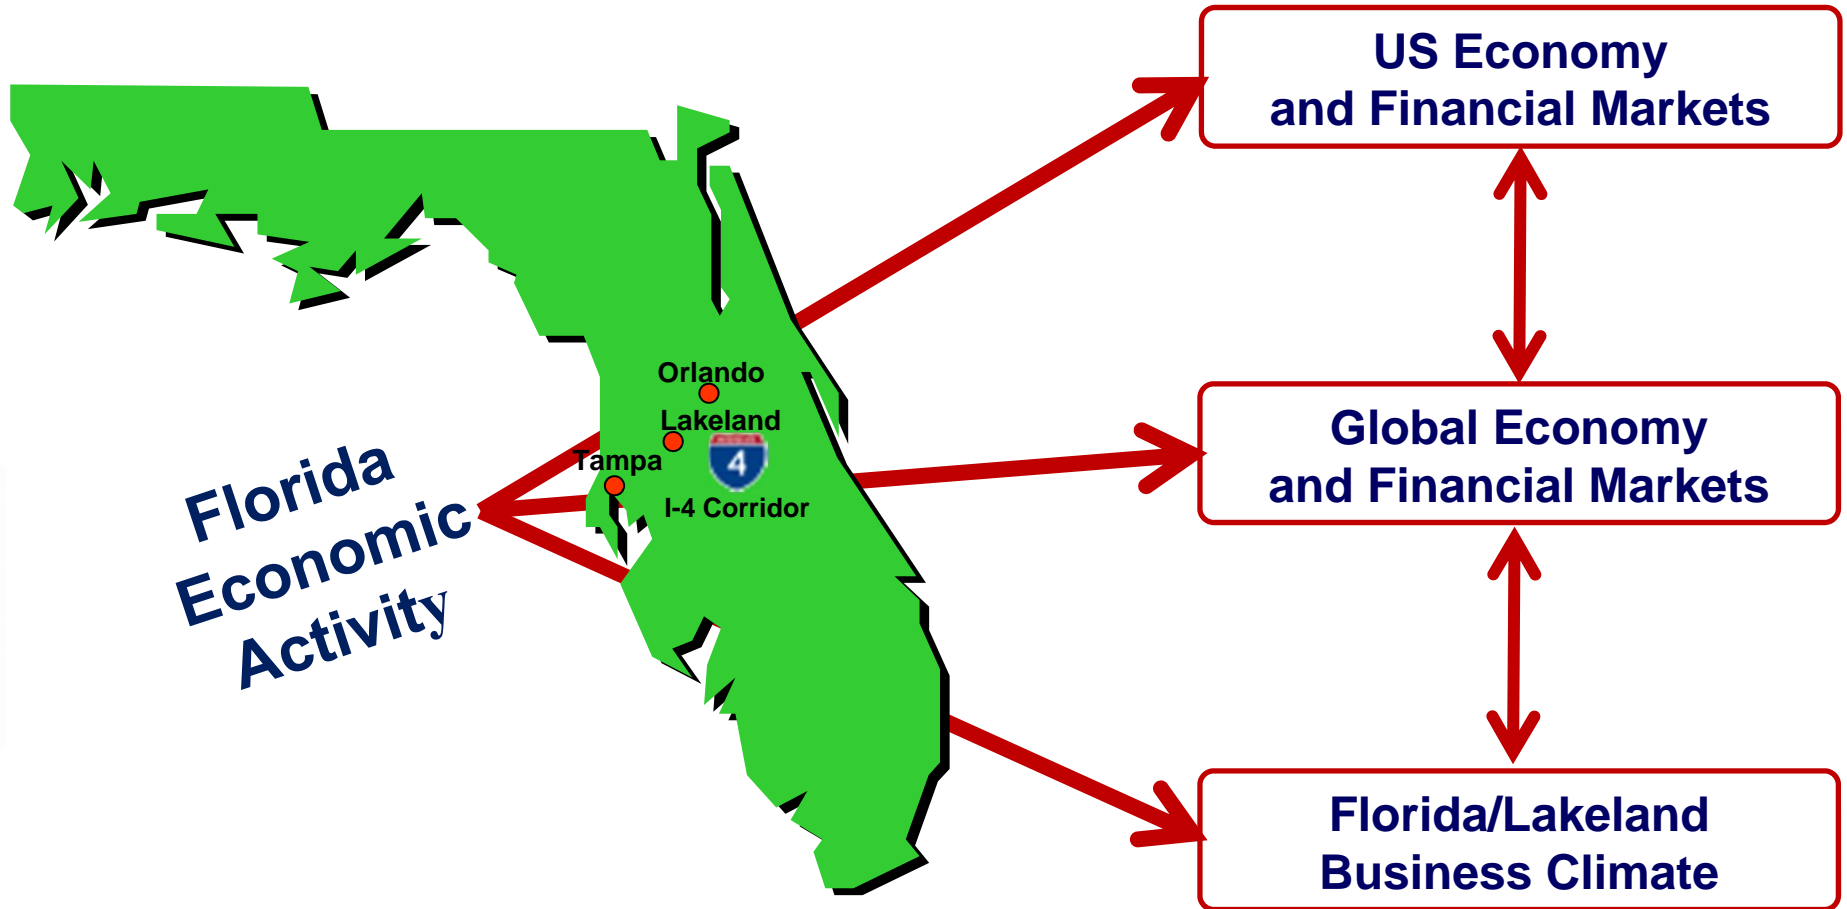 US Economy
and Financial Markets
Orlando
Lakeland
Tampa
4
I-4 Corridor
Florida
Economic
Activity
Global Economy
and Financial Markets
Florida/Lakeland
Business Climate